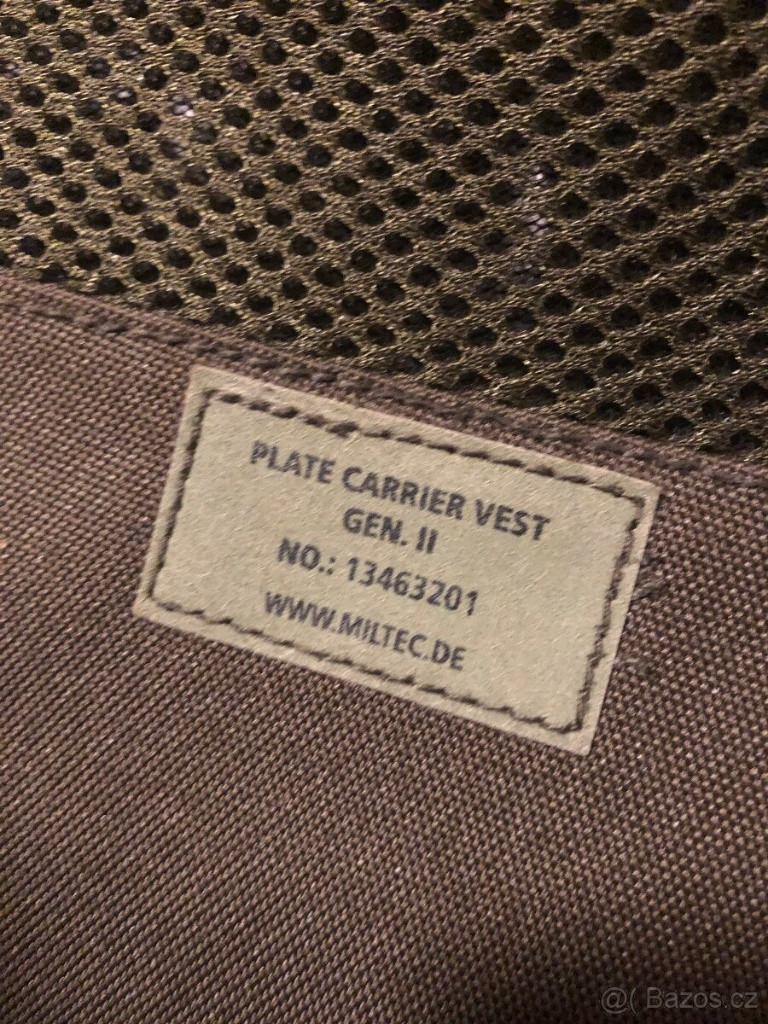 PLATE CARRIER VEST
GEN. II
NO.: 13463201
WWW.MILTEC.DE
@( Bazos.cz